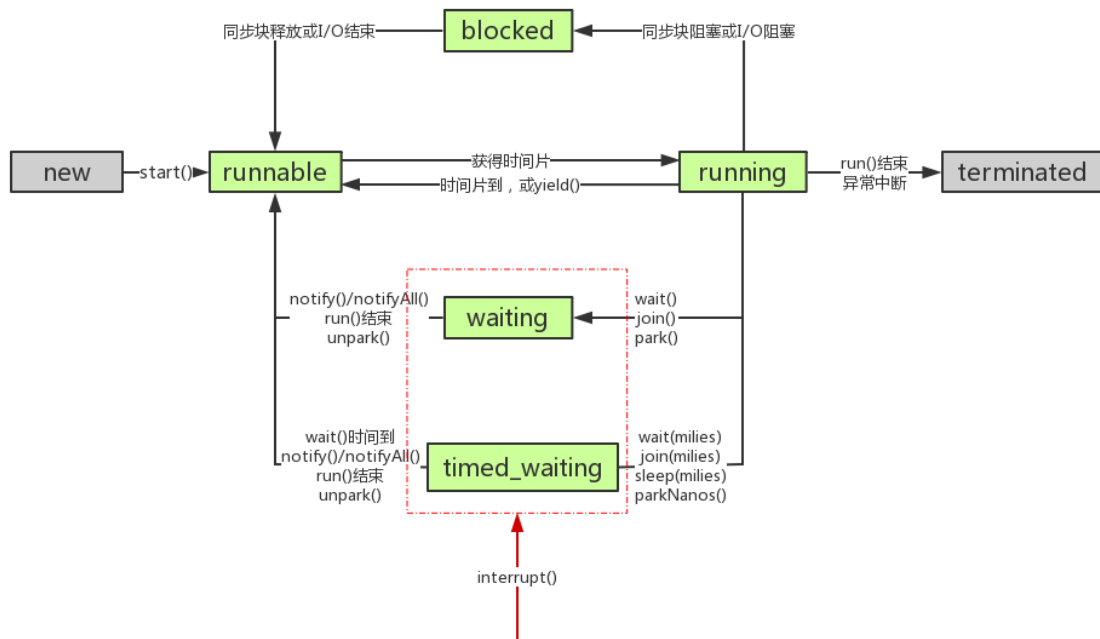 blocked
同步块释放或I/O结束
同步块阻塞或I/O阻塞
new
start()
runnable
获得时间片
时间片到，或yield()
running
run()结束
异常中断
terminated
notify()/notifyAll()
run()结束
unpark()
waiting
wait()
join()
park()
wait()时间到
notify()/notifyAll()
run()结束
unpark()
timed_waiting
wait(milies)
join(milies)
sleep(milies)
parkNanos()
interrupt()